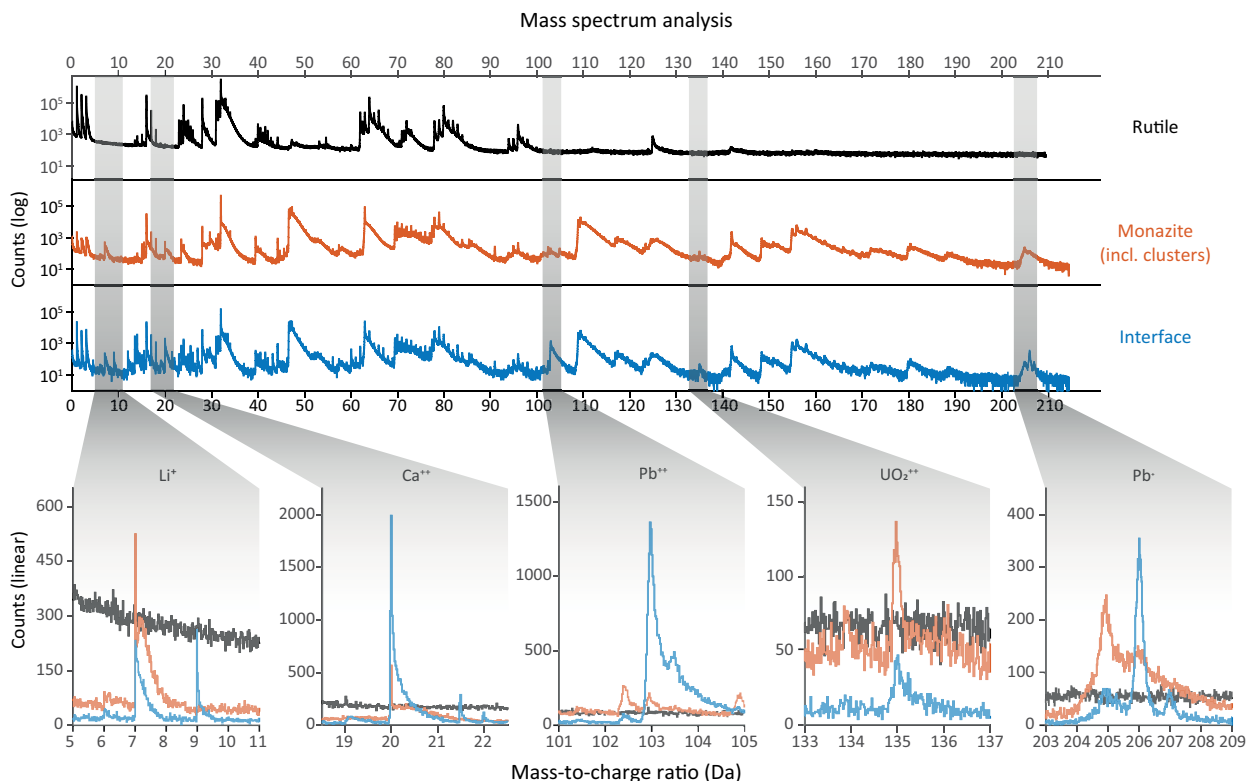 Mass spectrum analysis
0 10 20 30 40 50 60 70 80 90 100 110 120 130 140 150 160 170 180 190 200 210
10⁵
10³
10¹
Rutile
Counts (log)
10⁵
10³
10¹
Monazite
(incl. clusters)
10⁵
10³
10¹
Interface
0 10 20 30 40 50 60 70 80 90 100 110 120 130 140 150 160 170 180 190 200 210
Li⁺ Ca⁺⁺ Pb⁺⁺ UO₂⁺⁺ Pb⁺
Counts (linear)
600
450
300
150
0
5 6 7 8 9 10 11
2000
1500
1000
500
0
19 20 21 22
1500
1000
500
0
101 102 103 104 105
150
100
50
0
133 134 135 136 137
400
300
200
100
0
203 204 205 206 207 208 209
Mass-to-charge ratio (Da)